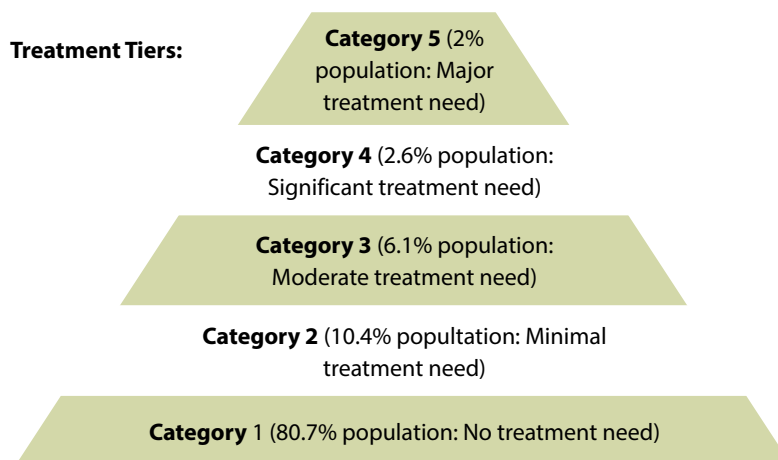 Treatment Tiers:
Category 5 (2%
population: Major
treatment need)
Category 4 (2.6% population:
Significant treatment need)
Category 3 (6.1% population:
Moderate treatment need)
Category 2 (10.4% popultation: Minimal
treatment need)
Category 1 (80.7% population: No treatment need)